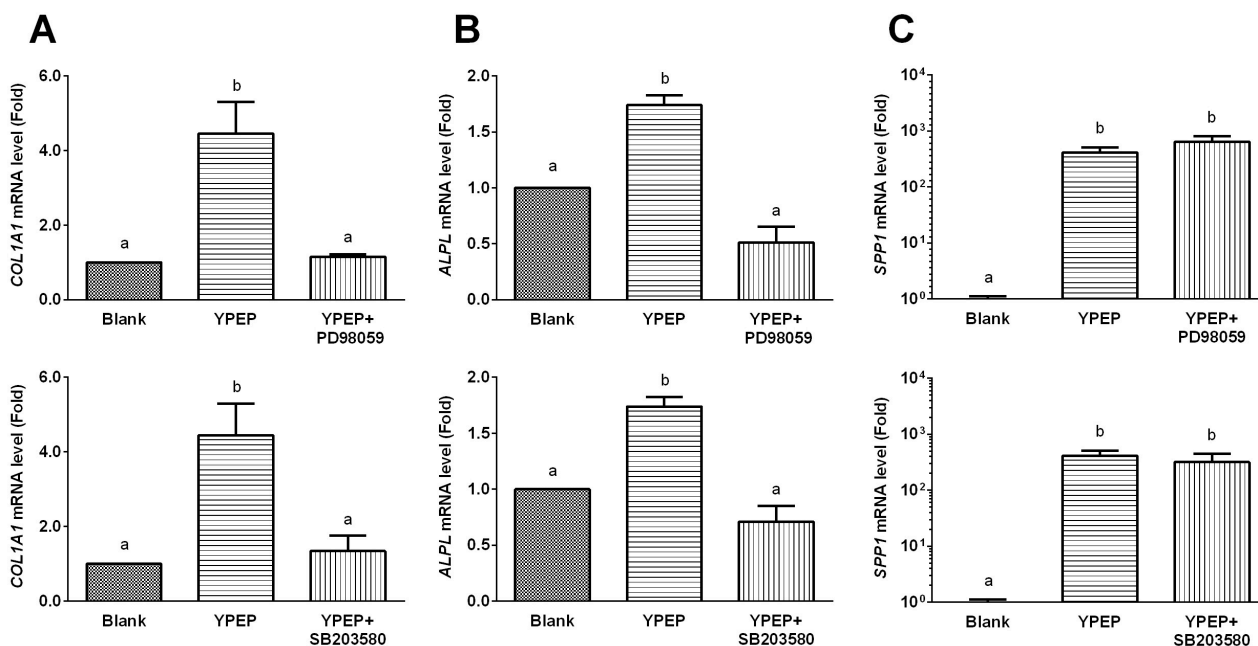 A
COL1A1 mRNA level (Fold)
6.0
4.0
2.0
0.0
a
b
a
Blank
YPEP
YPEP+
PD98059
B
ALPL mRNA level (Fold)
2.0
1.5
1.0
0.5
0.0
a
b
a
Blank
YPEP
YPEP+
PD98059
C
SPP1 mRNA level (Fold)
10⁴
10³
10²
10¹
10⁰
a
b
b
Blank
YPEP
YPEP+
PD98059
COL1A1 mRNA level (Fold)
6.0
4.0
2.0
0.0
a
b
a
Blank
YPEP
YPEP+
SB203580
ALPL mRNA level (Fold)
2.0
1.5
1.0
0.5
0.0
a
b
a
Blank
YPEP
YPEP+
SB203580
SPP1 mRNA level (Fold)
10⁴
10³
10²
10¹
10⁰
a
b
b
Blank
YPEP
YPEP+
SB203580